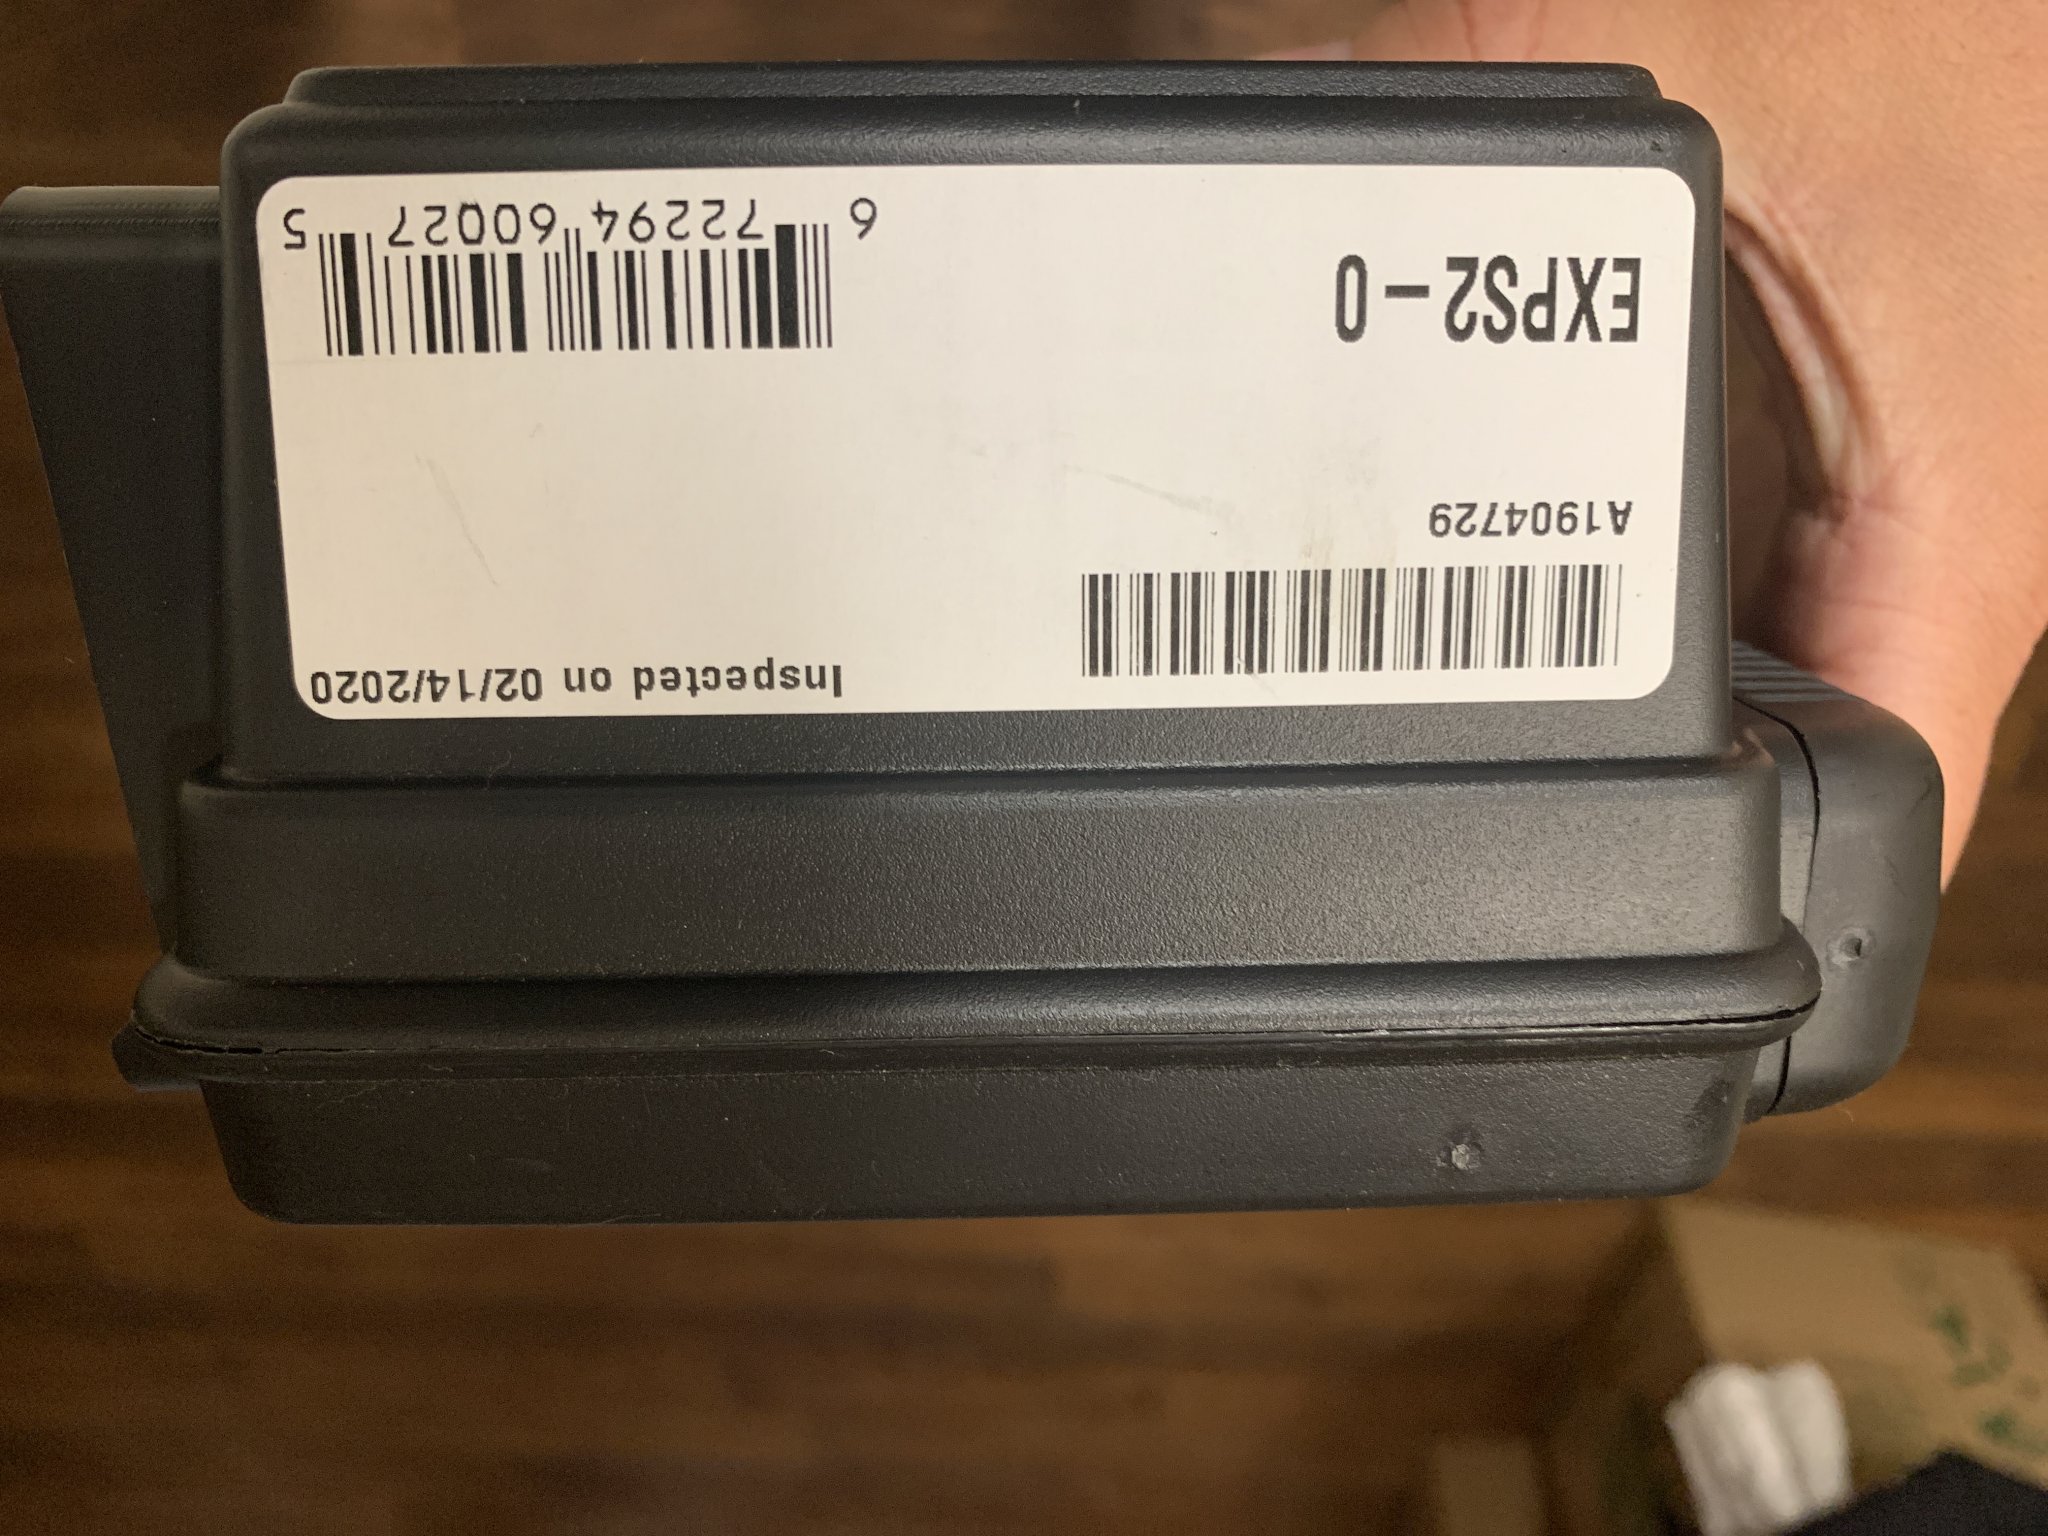 Inspected on 02/14/2020
A1904729
EXPS2-0
6 72294 60027 5